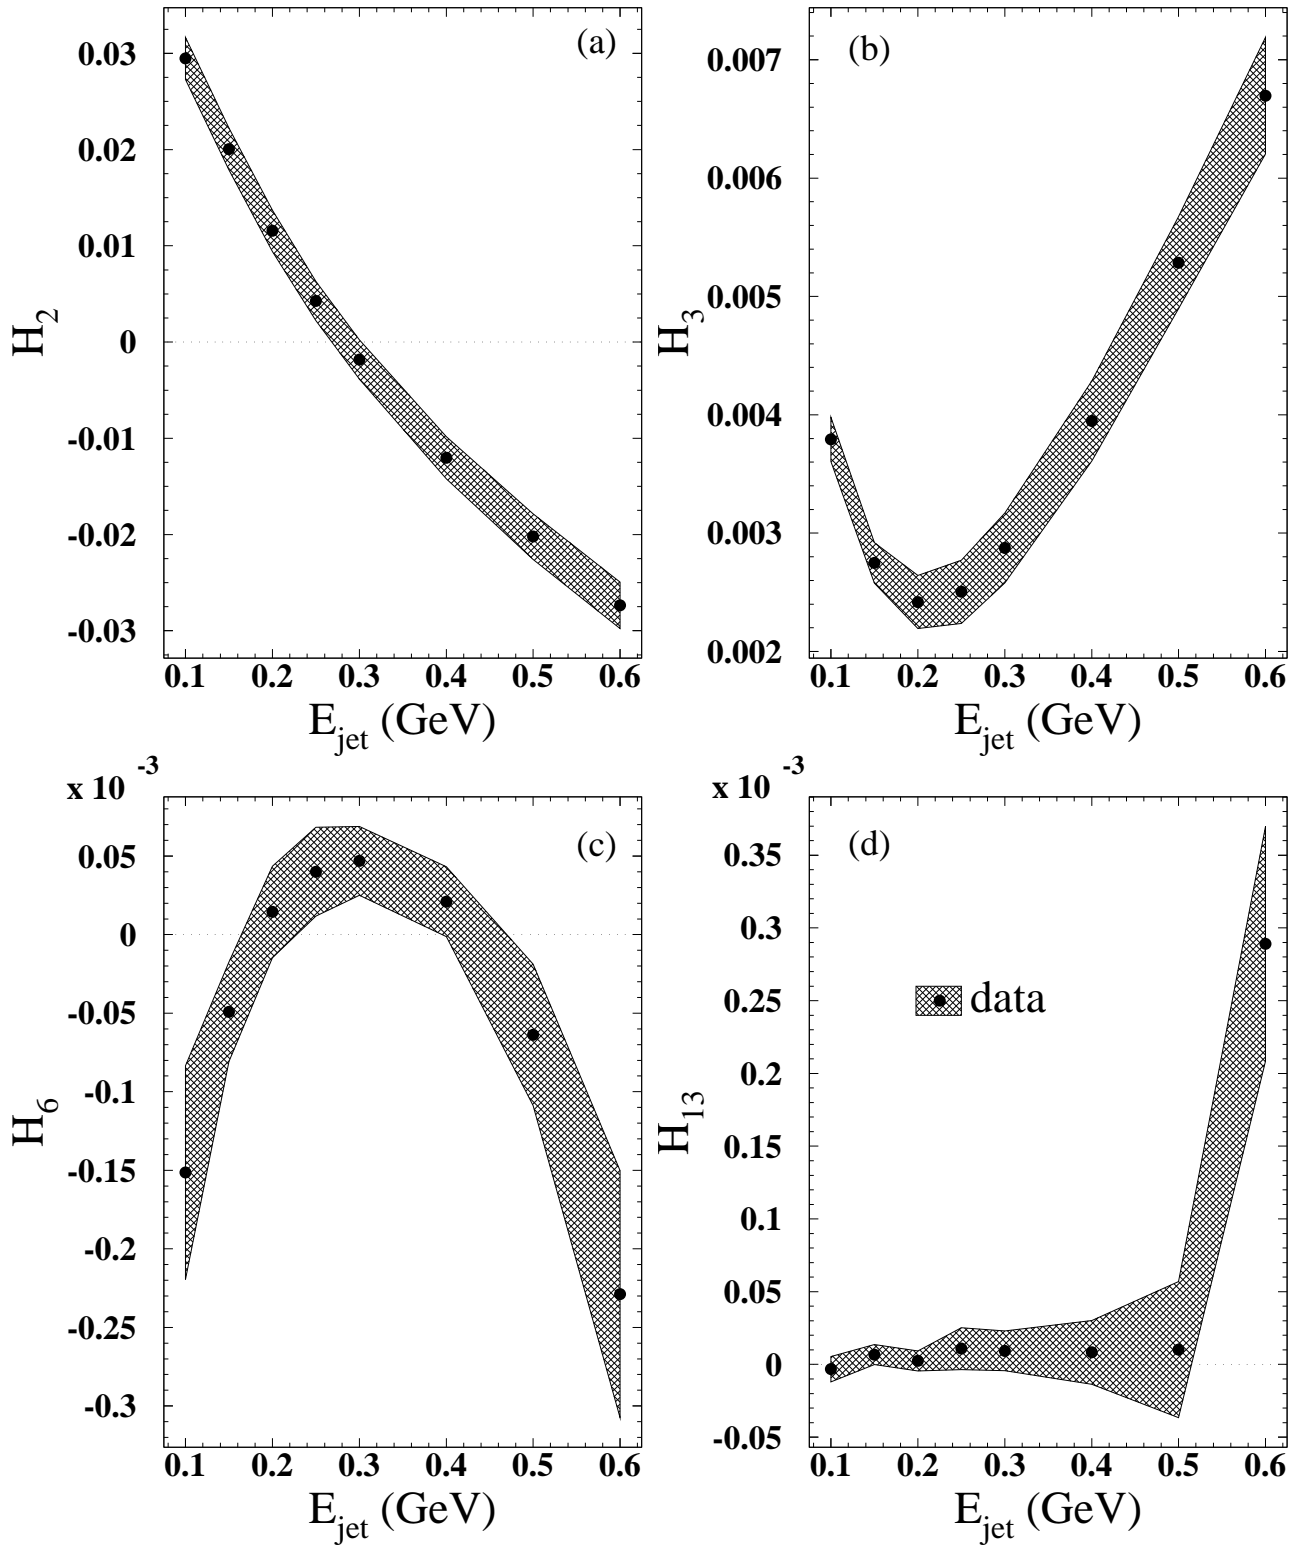 (a)
0.03
0.02
0.01
0
-0.01
-0.02
-0.03
H2
0.1 0.2 0.3 0.4 0.5 0.6
Ejet (GeV)
(b)
0.007
0.006
0.005
0.004
0.003
0.002
H3
0.1 0.2 0.3 0.4 0.5 0.6
Ejet (GeV)
x 10 -3
(c)
0.05
0
-0.05
-0.1
-0.15
-0.2
-0.25
-0.3
H6
0.1 0.2 0.3 0.4 0.5 0.6
Ejet (GeV)
x 10 -3
(d)
0.35
0.3
0.25
0.2
0.15
0.1
0.05
0
-0.05
H13
data
0.1 0.2 0.3 0.4 0.5 0.6
Ejet (GeV)